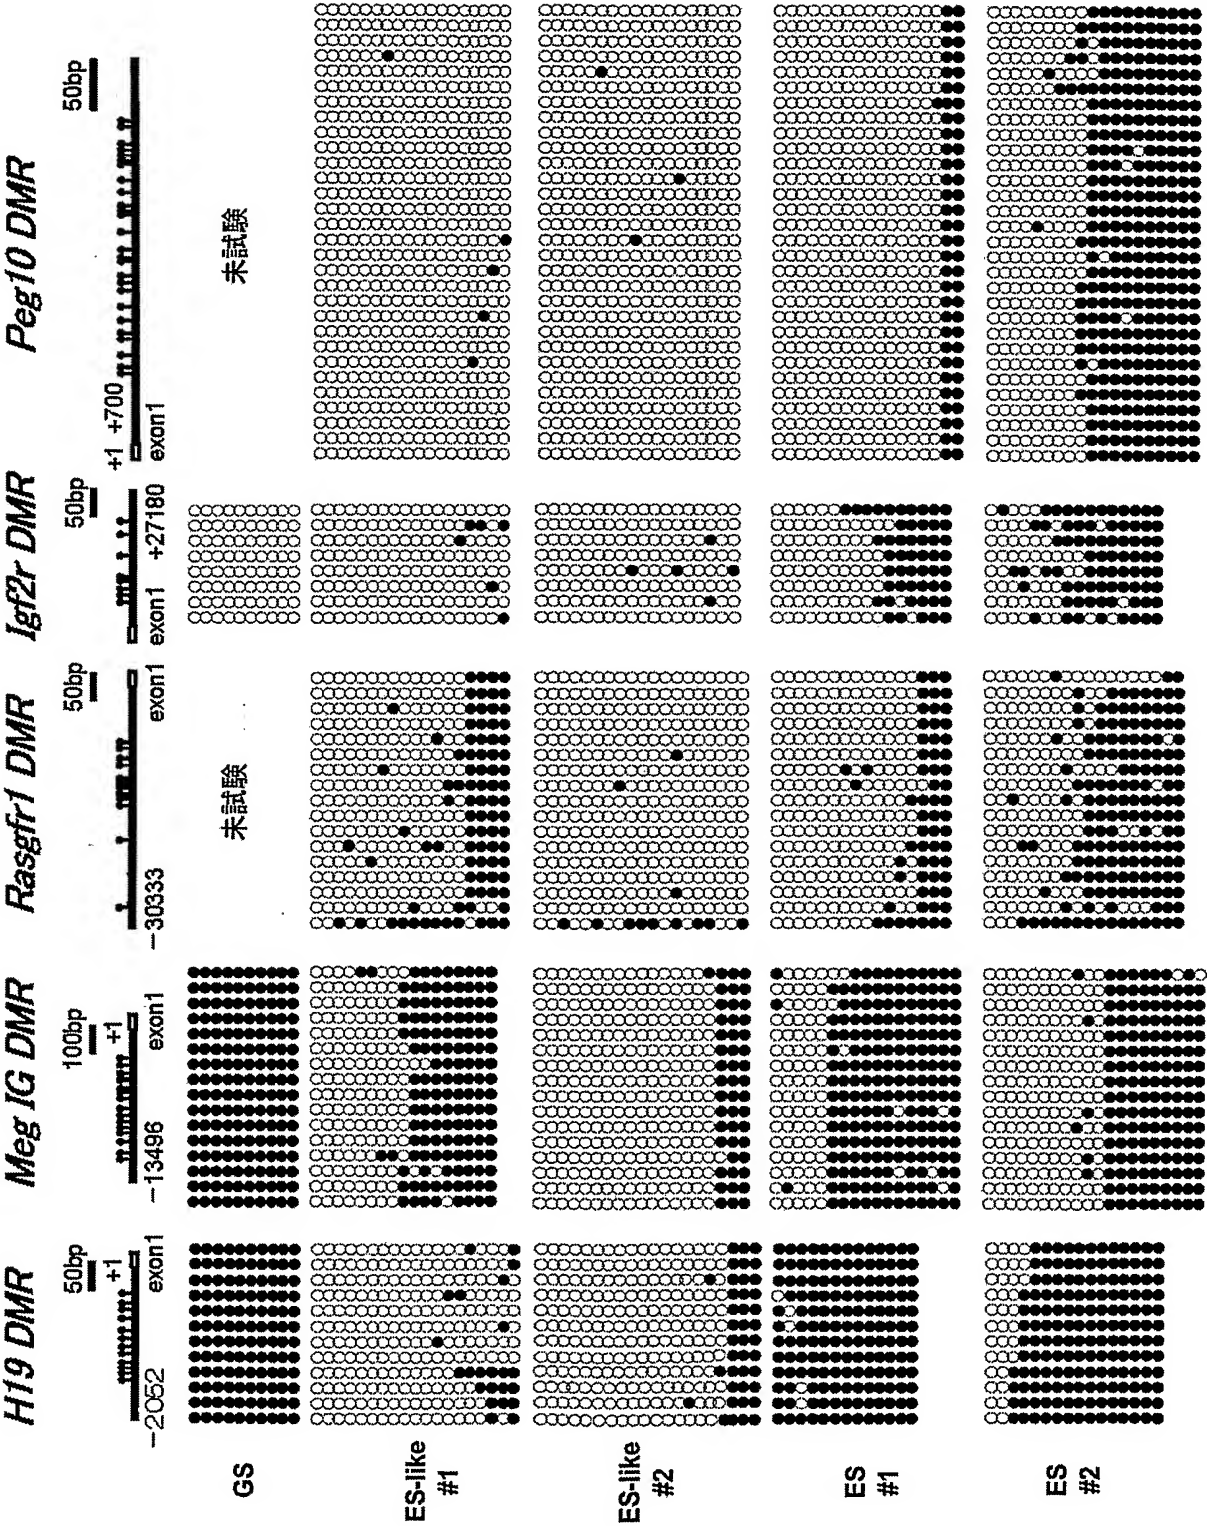 H19 DMR
50bp
+1
−2052
exon1
Meg IG DMR
100bp
+1
−13496
exon1
Rasgfr1 DMR
50bp
−30333
exon1
Igf2r DMR
50bp
exon1
+27180
Peg10 DMR
50bp
+1
+700
exon1
GS
未試験
未試験
ES-like
#1
ES-like
#2
ES
#1
ES
#2